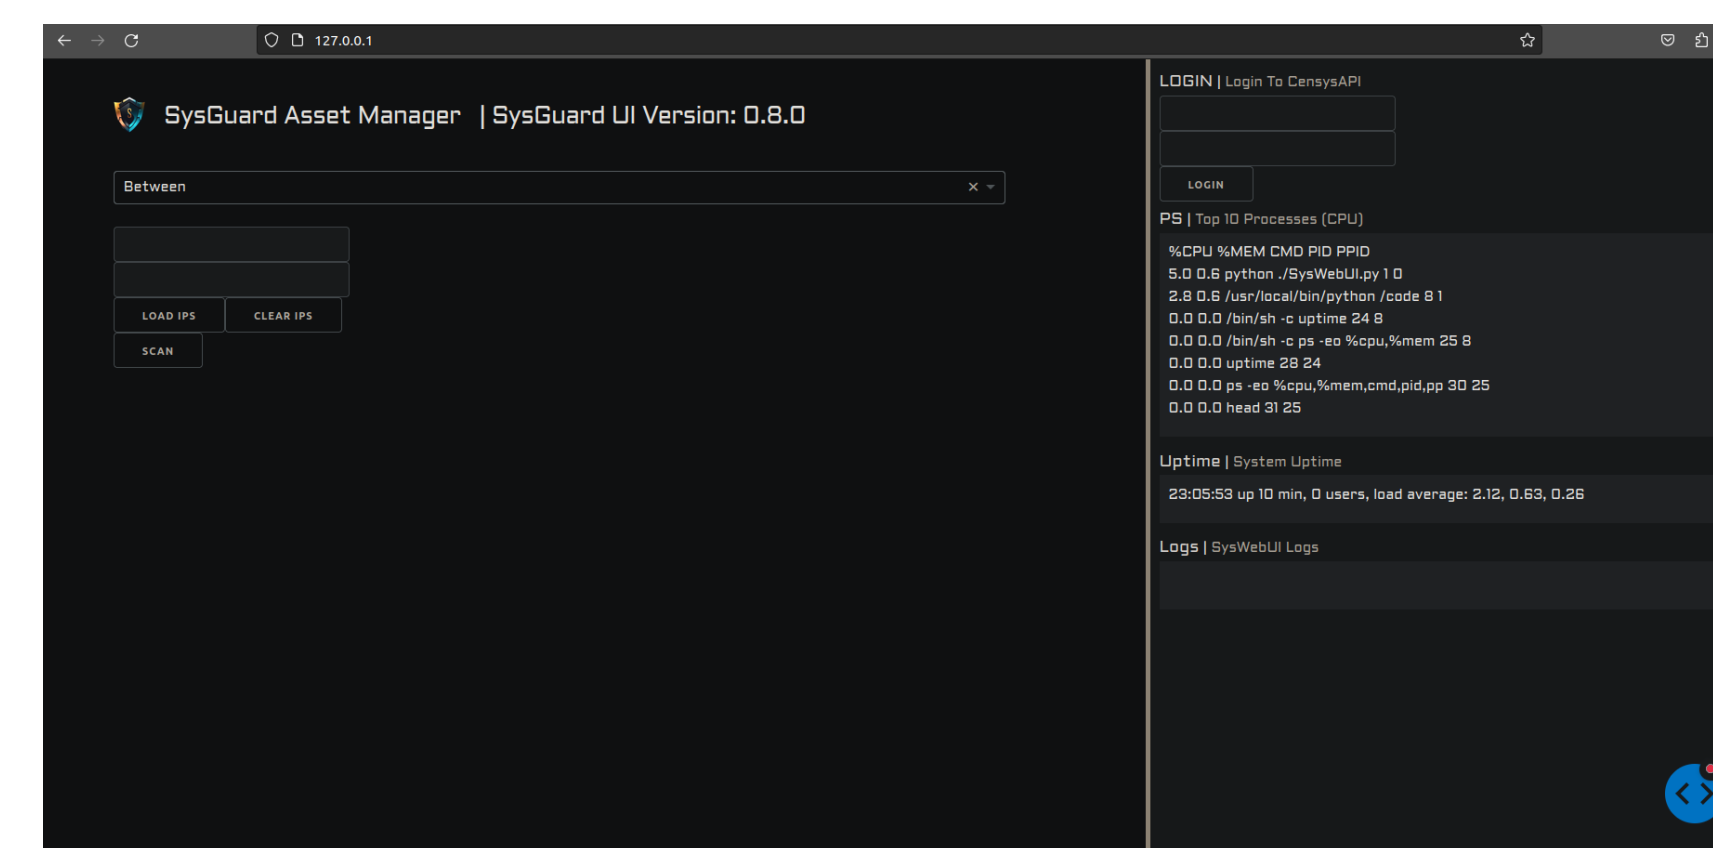 127.0.0.1
SysGuard Asset Manager | SysGuard UI Version: 0.8.0
Between
LOAD IPS CLEAR IPS
SCAN
LOGIN | Login To CensysAPI
LOGIN
PS | Top 10 Processes (CPU)
%CPU %MEM CMD PID PPID
5.0 0.6 python ./SysWebUI.py 1 0
2.8 0.6 /usr/local/bin/python /code 8 1
0.0 0.0 /bin/sh -c uptime 24 8
0.0 0.0 /bin/sh -c ps -eo %cpu,%mem 25 8
0.0 0.0 uptime 28 24
0.0 0.0 ps -eo %cpu,%mem,cmd,pid,pp 30 25
0.0 0.0 head 31 25
Uptime | System Uptime
23:05:53 up 10 min, 0 users, load average: 2.12, 0.63, 0.26
Logs | SysWebUI Logs